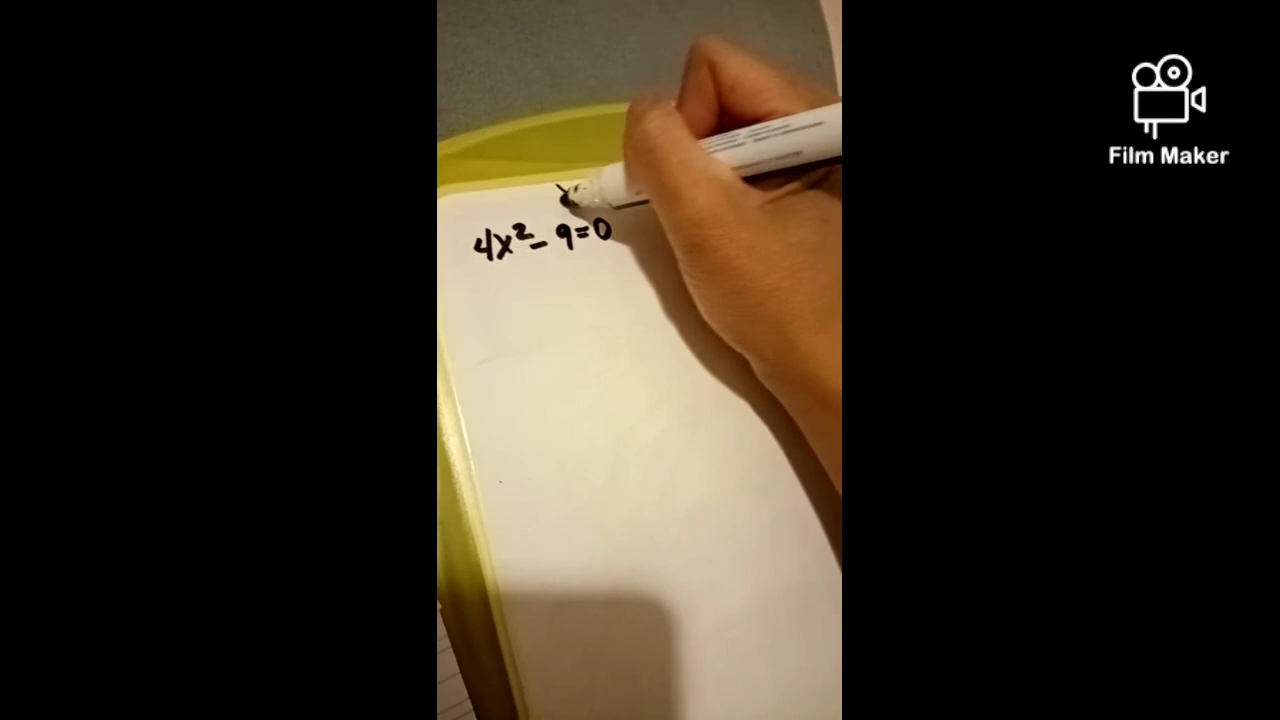 Film Maker
4x² - 9 = 0